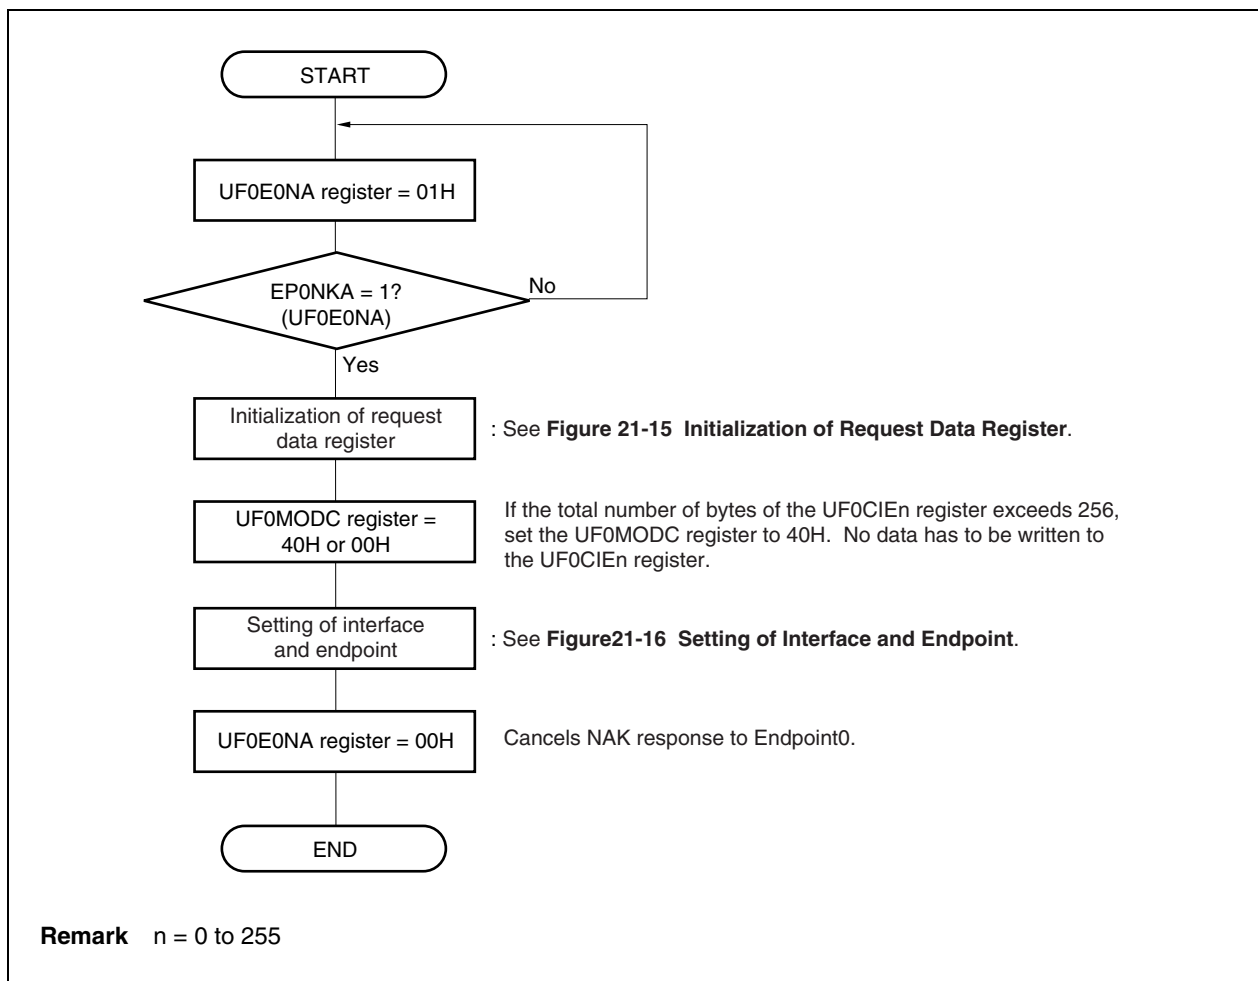 START
UF0E0NA register = 01H
EP0NKA = 1?
(UF0E0NA)
No
Yes
Initialization of request
data register
: See Figure 21-15  Initialization of Request Data Register.
UF0MODC register =
40H or 00H
If the total number of bytes of the UF0CIEn register exceeds 256,
set the UF0MODC register to 40H.  No data has to be written to
the UF0CIEn register.
Setting of interface
and endpoint
: See Figure21-16  Setting of Interface and Endpoint.
UF0E0NA register = 00H
Cancels NAK response to Endpoint0.
END
Remark  n = 0 to 255